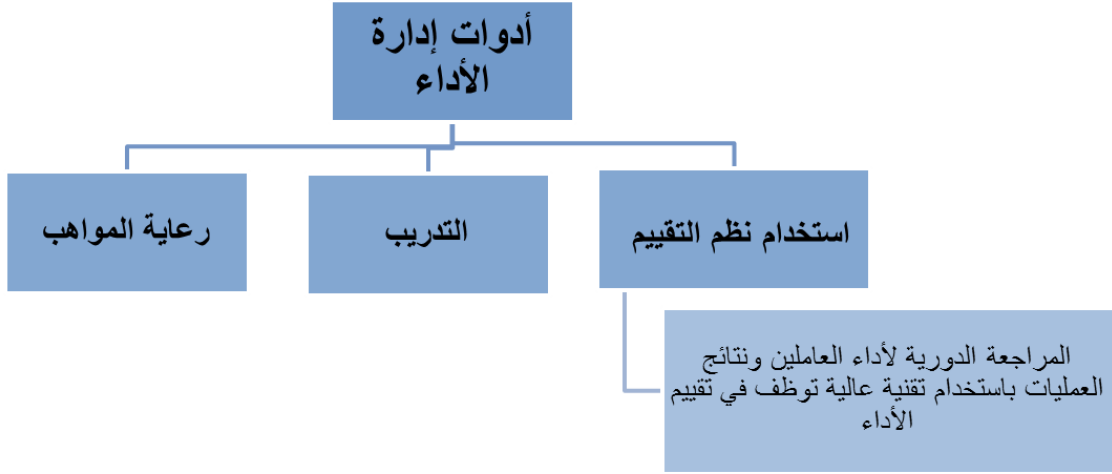 أدوات إدارة
الأداء
استخدام نظم التقييم
التدريب
رعاية المواهب
المراجعة الدورية لأداء العاملين ونتائج
العمليات باستخدام تقنية عالية توظف في تقييم
الأداء